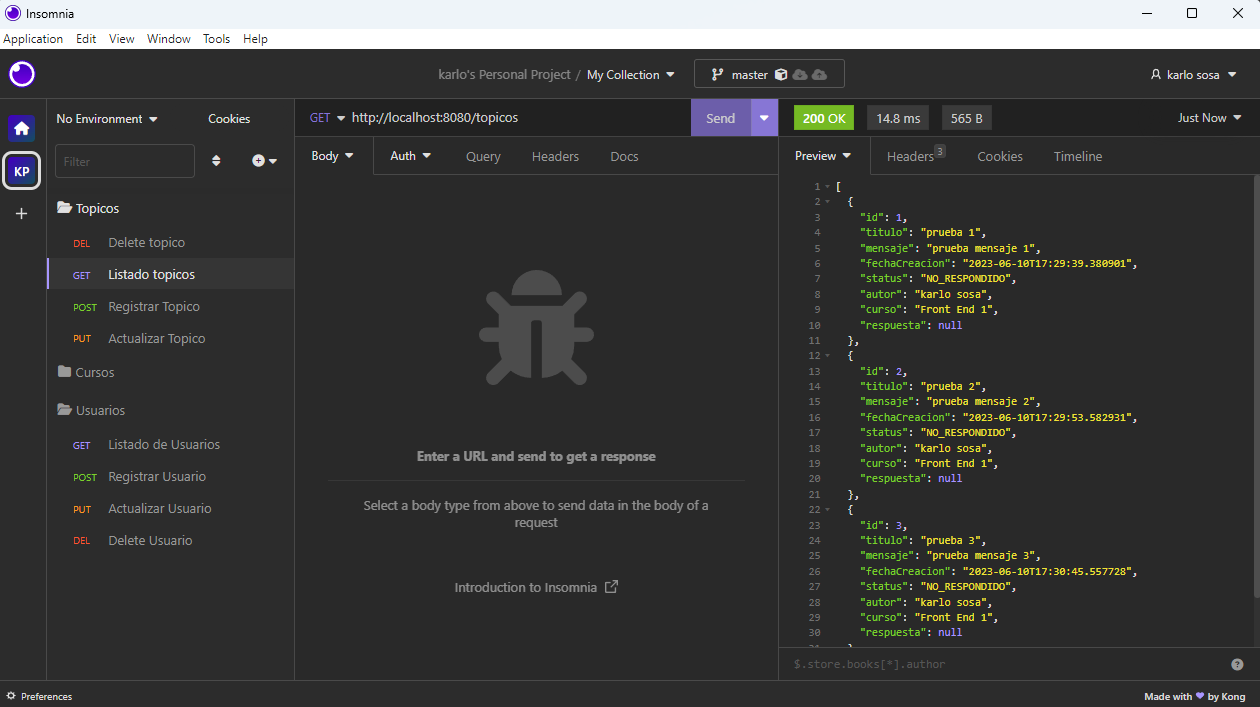 Insomnia
Application Edit View Window Tools Help
karlo's Personal Project / My Collection
master
karlo sosa
No Environment
Cookies
Filter
KP
Topicos
DEL Delete topico
GET Listado topicos
POST Registrar Topico
PUT Actualizar Topico
Cursos
Usuarios
GET Listado de Usuarios
POST Registrar Usuario
PUT Actualizar Usuario
DEL Delete Usuario
GET http://localhost:8080/topicos
Send
Body Auth Query Headers Docs
Enter a URL and send to get a response
Select a body type from above to send data in the body of a
request
Introduction to Insomnia
200 OK 14.8 ms 565 B Just Now
Preview Headers 3 Cookies Timeline
1 [
2 {
3 "id": 1,
4 "titulo": "prueba 1",
5 "mensaje": "prueba mensaje 1",
6 "fechaCreacion": "2023-06-10T17:29:39.380901",
7 "status": "NO_RESPONDIDO",
8 "autor": "karlo sosa",
9 "curso": "Front End 1",
10 "respuesta": null
11 },
12 {
13 "id": 2,
14 "titulo": "prueba 2",
15 "mensaje": "prueba mensaje 2",
16 "fechaCreacion": "2023-06-10T17:29:53.582931",
17 "status": "NO_RESPONDIDO",
18 "autor": "karlo sosa",
19 "curso": "Front End 1",
20 "respuesta": null
21 },
22 {
23 "id": 3,
24 "titulo": "prueba 3",
25 "mensaje": "prueba mensaje 3",
26 "fechaCreacion": "2023-06-10T17:30:45.557728",
27 "status": "NO_RESPONDIDO",
28 "autor": "karlo sosa",
29 "curso": "Front End 1",
30 "respuesta": null
$.store.books[*].author
Preferences
Made with ❤ by Kong